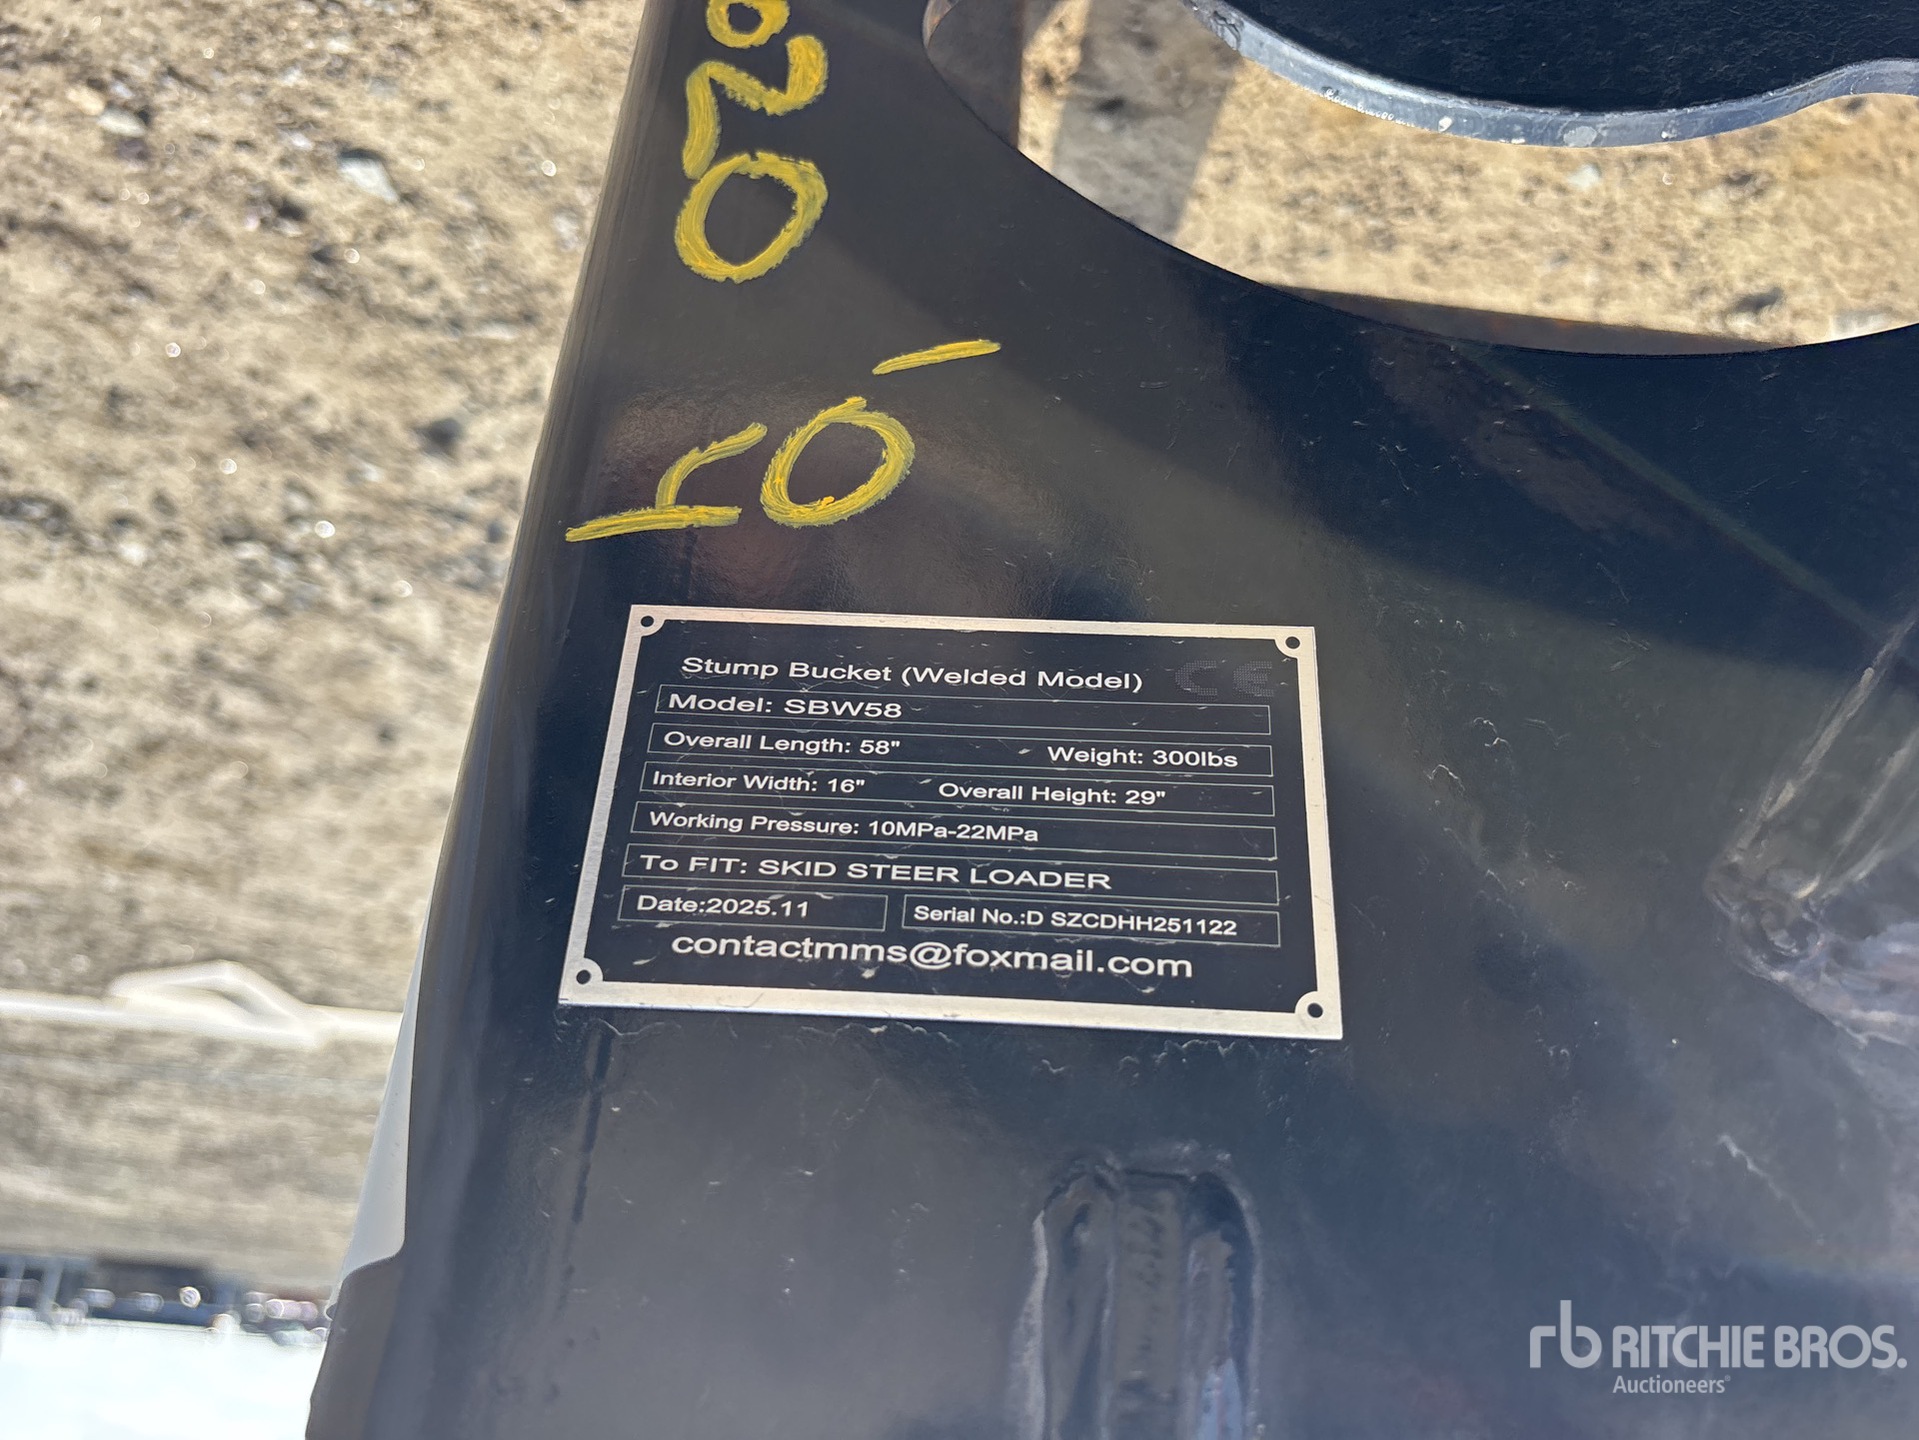 Stump Bucket (Welded Model) CE
Model: SBW58
Overall Length: 58" Weight: 300lbs
Interior Width: 16" Overall Height: 29"
Working Pressure: 10MPa-22MPa
To FIT: SKID STEER LOADER
Date:2025.11 Serial No.:D SZCDHH251122
contactmms@foxmail.com
rb RITCHIE BROS.
Auctioneers